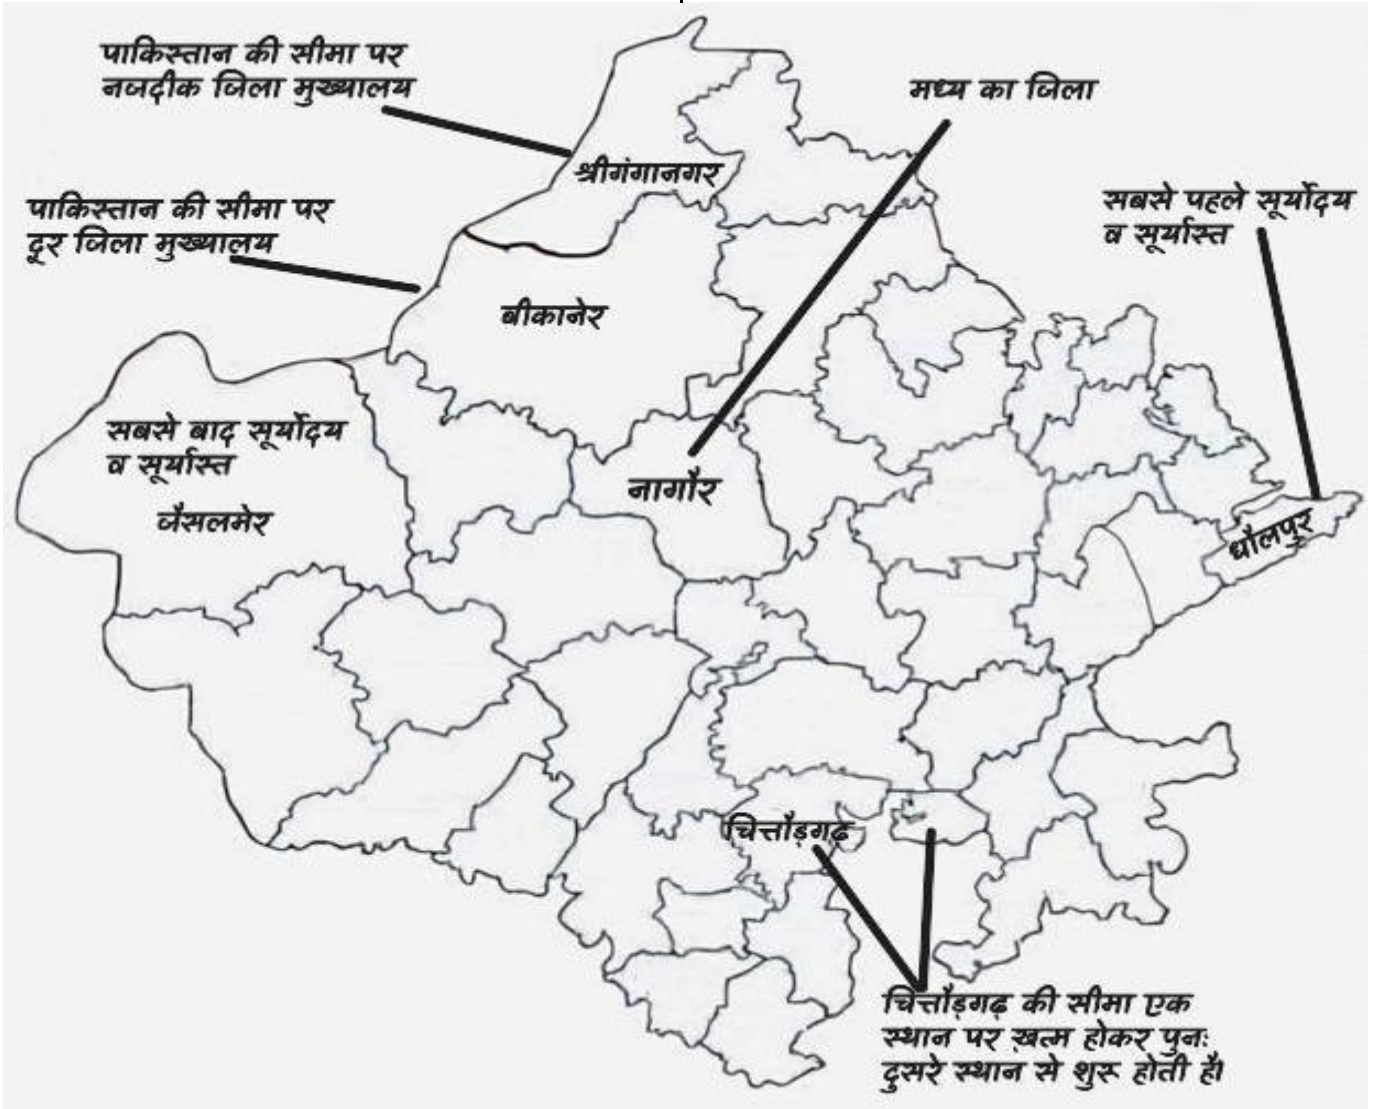 पाकिस्तान की सीमा पर
नजदीक जिला मुख्यालय
मध्य का जिला
श्रीगंगानगर
पाकिस्तान की सीमा पर
दूर जिला मुख्यालय
सबसे पहले सूर्योदय
व सूर्यास्त
बीकानेर
सबसे बाद सूर्योदय
व सूर्यास्त
जैसलमेर
नागौर
धौलपुर
चित्तौड़गढ़
चित्तौड़गढ़ की सीमा एक
स्थान पर ख़त्म होकर पुनः
दुसरे स्थान से शुरू होती है।